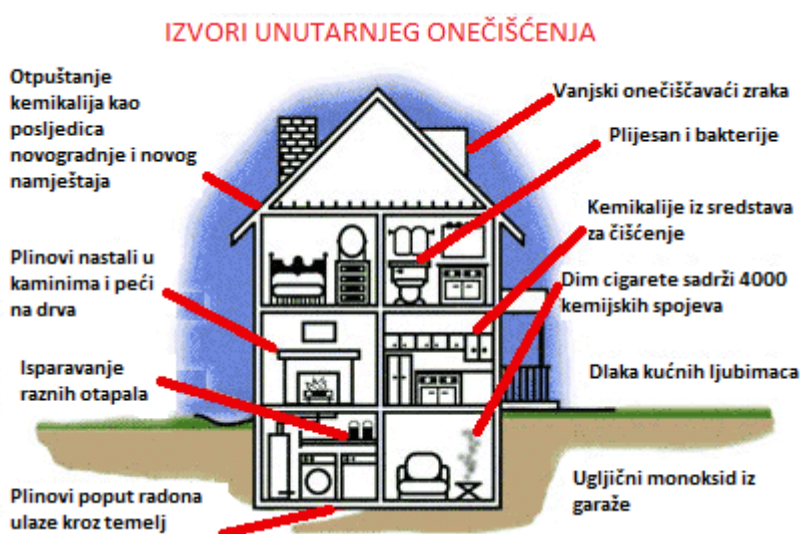 IZVORI UNUTARNJEG ONEČIŠĆENJA
Otpuštanje
kemikalija kao
posljedica
novogradnje i novog
namještaja
Plinovi nastali u
kaminima i peći
na drva
Isparavanje
raznih otapala
Plinovi poput radona
ulaze kroz temelj
Vanjski onečiščavaći zraka
Plijesan i bakterije
Kemikalije iz sredstava
za čišćenje
Dim cigarete sadrži 4000
kemijskih spojeva
Dlaka kućnih ljubimaca
Ugljični monoksid iz
garaže